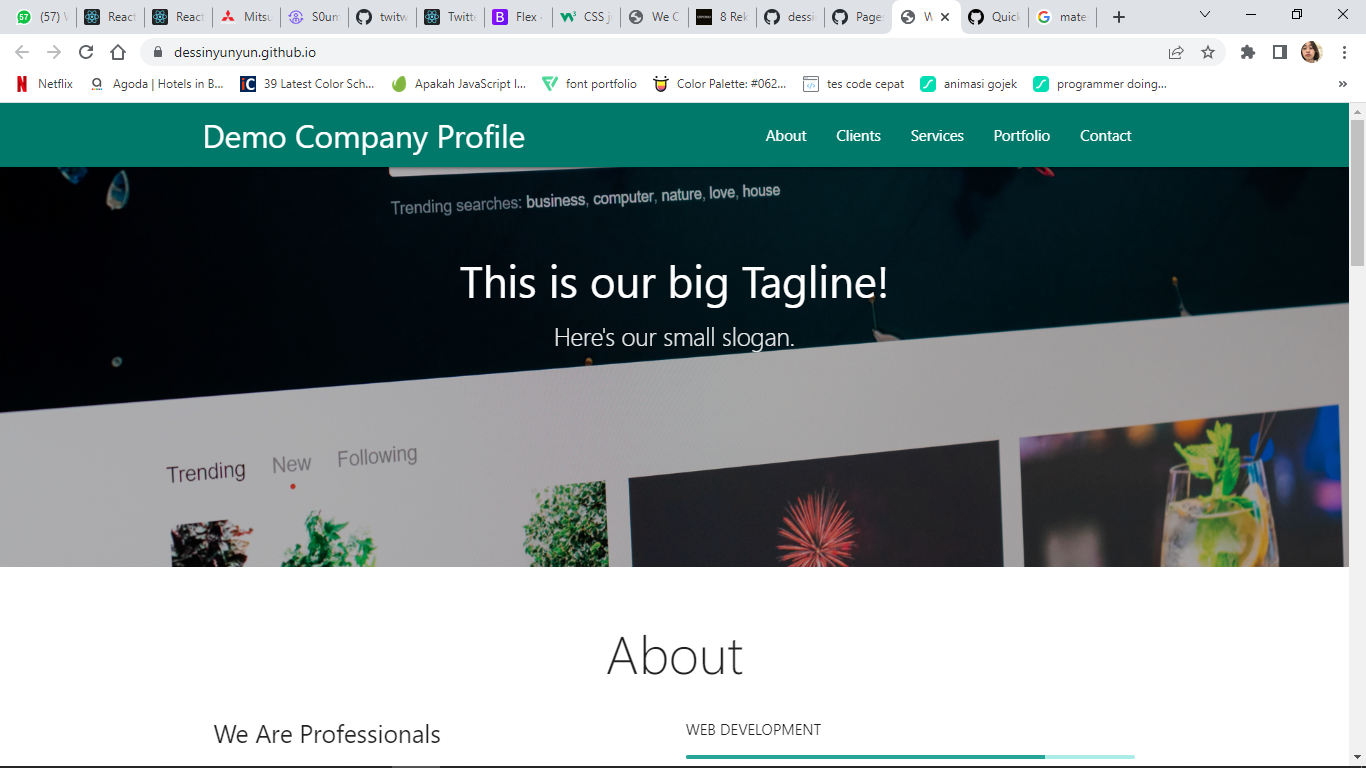 (57)
React
React
Mitsu
S0um
twitw
Twitte
Flex
CSS j
We C
8 Rek
dessin
Pages
W
Quick
mate
dessinyunyun.github.io
Netflix
Agoda | Hotels in B...
39 Latest Color Sch...
Apakah JavaScript I...
font portfolio
Color Palette: #062...
tes code cepat
animasi gojek
programmer doing...
Demo Company Profile
About
Clients
Services
Portfolio
Contact
Trending searches: business, computer, nature, love, house
This is our big Tagline!
Here's our small slogan.
Trending New Following
About
We Are Professionals
WEB DEVELOPMENT